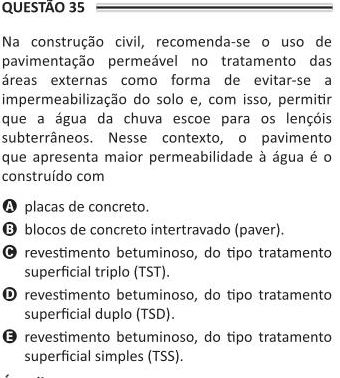 QUESTÃO 35
Na construção civil, recomenda-se o uso de
pavimentação permeável no tratamento das
áreas externas como forma de evitar-se a
impermeabilização do solo e, com isso, permitir
que a água da chuva escoe para os lençóis
subterrâneos. Nesse contexto, o pavimento
que apresenta maior permeabilidade à água é o
construído com
A placas de concreto.
B blocos de concreto intertravado (paver).
C revestimento betuminoso, do tipo tratamento
superficial triplo (TST).
D revestimento betuminoso, do tipo tratamento
superficial duplo (TSD).
E revestimento betuminoso, do tipo tratamento
superficial simples (TSS).